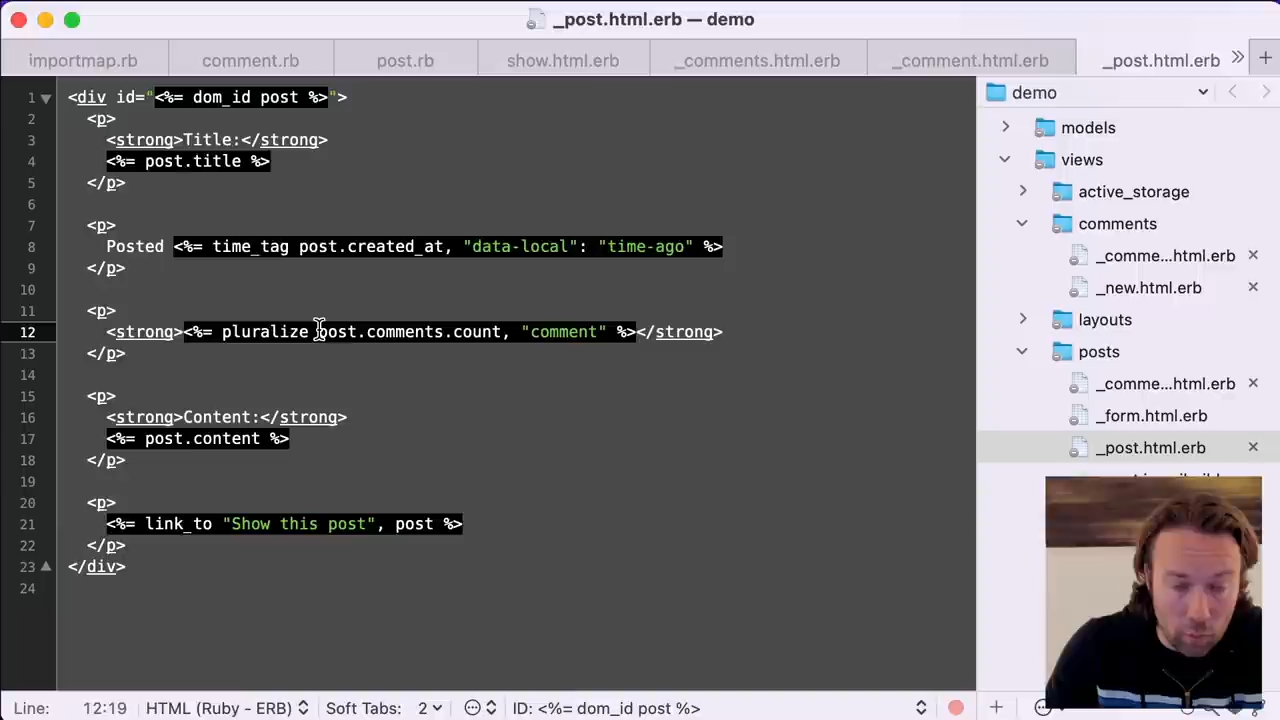 _post.html.erb — demo
importmap.rb comment.rb post.rb show.html.erb _comments.html.erb _comment.html.erb _post.html.erb » +
1 <div id="<%= dom_id post %>">
2 <p>
3 <strong>Title:</strong>
4 <%= post.title %>
5 </p>
6
7 <p>
8 Posted <%= time_tag post.created_at, "data-local": "time-ago" %>
9 </p>
10
11 <p>
12 <strong><%= pluralize post.comments.count, "comment" %></strong>
13 </p>
14
15 <p>
16 <strong>Content:</strong>
17 <%= post.content %>
18 </p>
19
20 <p>
21 <%= link_to "Show this post", post %>
22 </p>
23 </div>
24
demo
models
views
active_storage
comments
_comme...html.erb
_new.html.erb
layouts
posts
_comme...html.erb
_form.html.erb
_post.html.erb
Line: 12:19 HTML (Ruby - ERB) Soft Tabs: 2 ID: <%= dom_id post %>